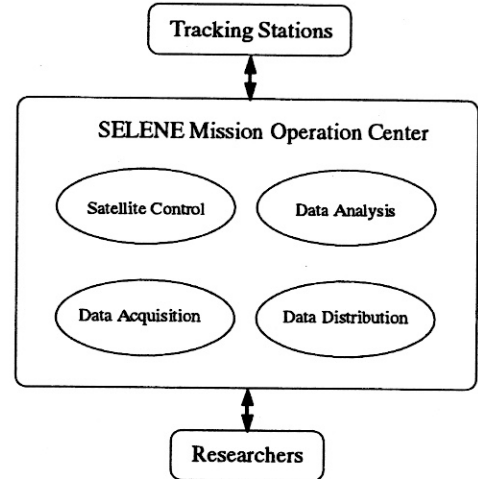 Tracking Stations
SELENE Mission Operation Center
Satellite Control
Data Analysis
Data Acquisition
Data Distribution
Researchers